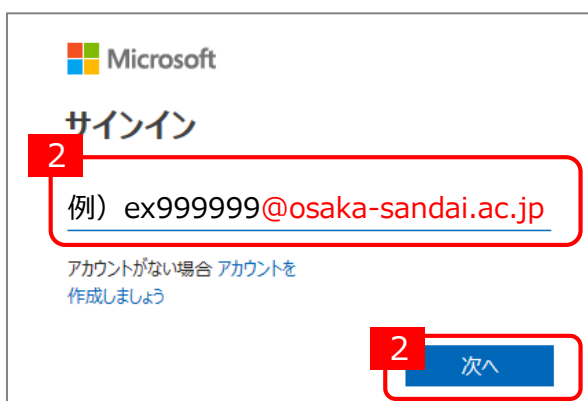 Microsoft
サインイン
2
例）ex999999@osaka-sandai.ac.jp
アカウントがない場合 アカウントを
作成しましょう
2
次へ